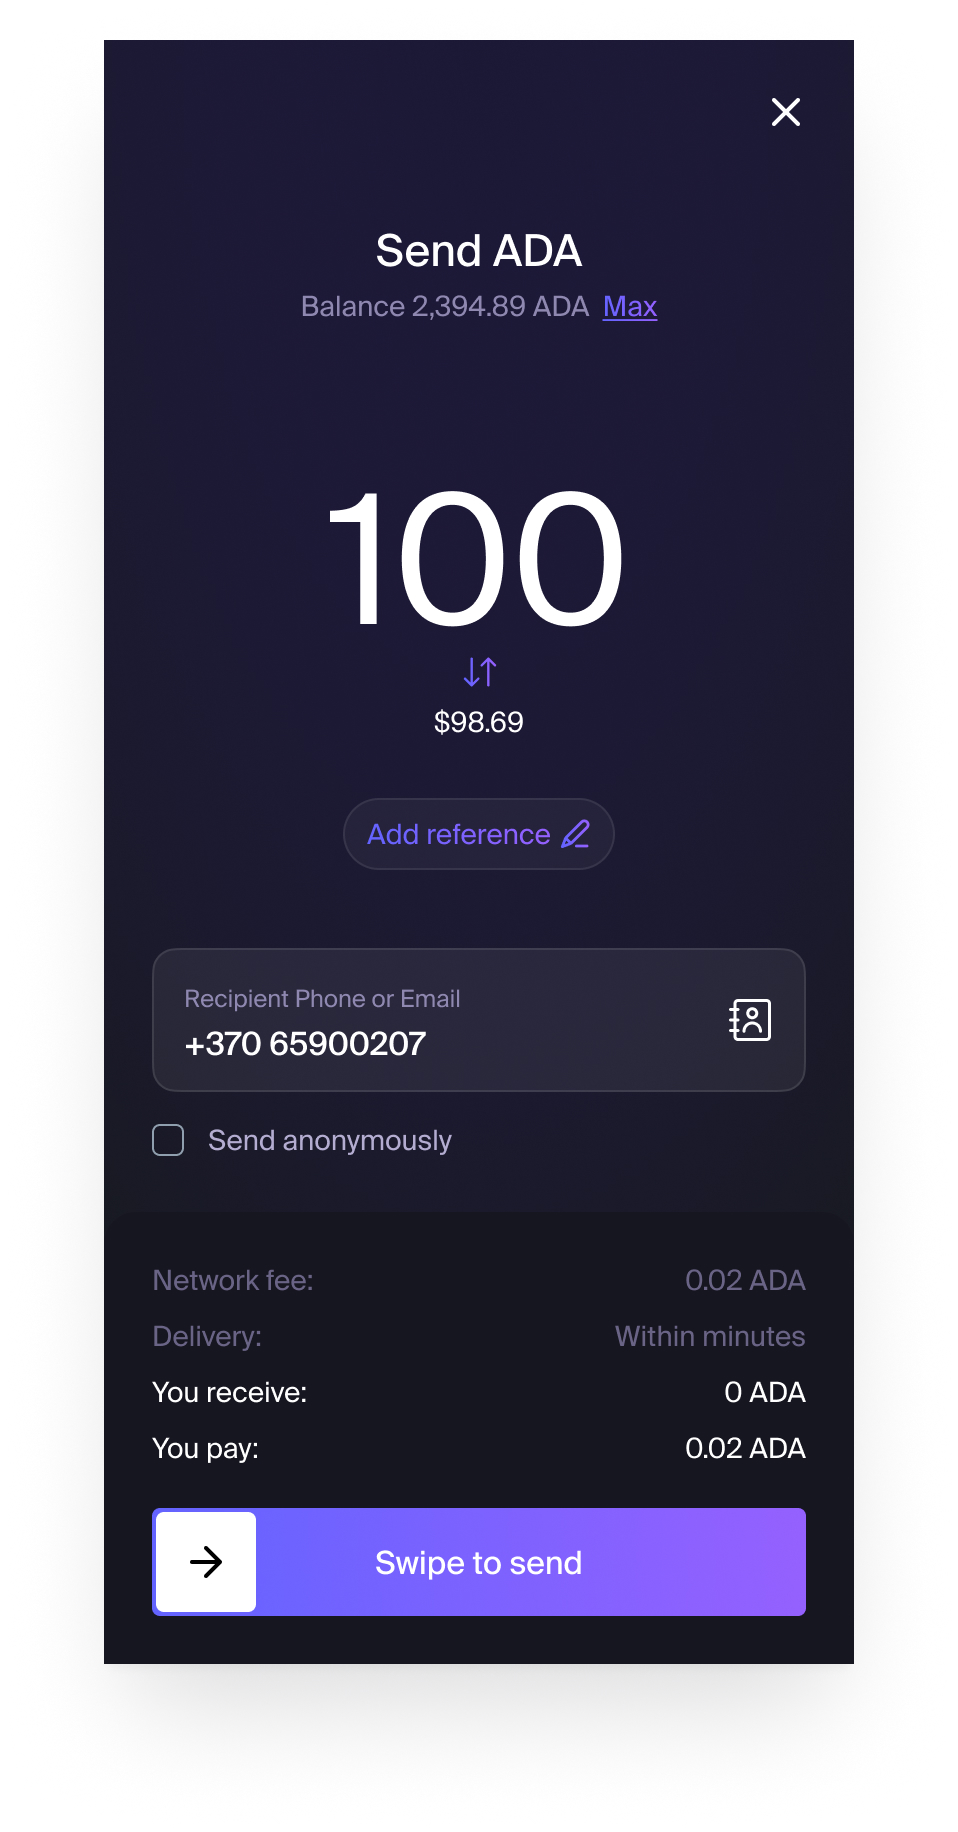 Send ADA
Balance 2,394.89 ADA Max
100
$98.69
Add reference
Recipient Phone or Email
+370 65900207
Send anonymously
Network fee: 0.02 ADA
Delivery: Within minutes
You receive: 0 ADA
You pay: 0.02 ADA
Swipe to send